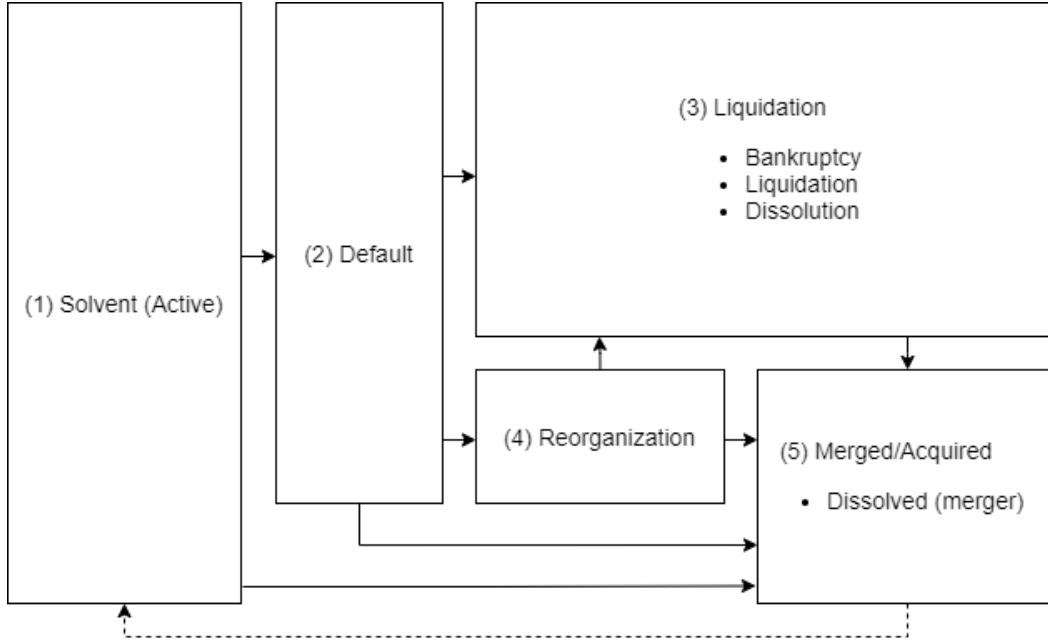 (1) Solvent (Active)
(2) Default
(3) Liquidation
• Bankruptcy
• Liquidation
• Dissolution
(4) Reorganization
(5) Merged/Acquired
• Dissolved (merger)